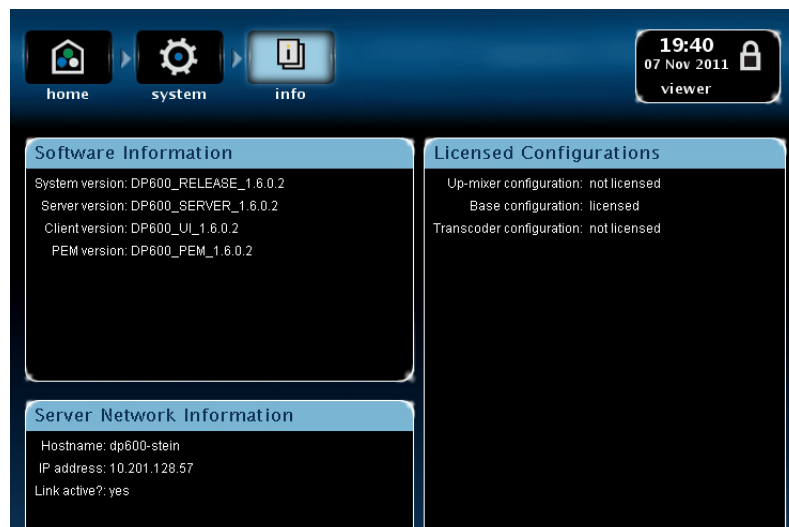 home
system
info
19:40
07 Nov 2011
viewer
Software Information
System version: DP600_RELEASE_1.6.0.2
Server version: DP600_SERVER_1.6.0.2
Client version: DP600_UI_1.6.0.2
PEM version: DP600_PEM_1.6.0.2
Server Network Information
Hostname: dp600-stein
IP address: 10.201.128.57
Link active?: yes
Licensed Configurations
Up-mixer configuration: not licensed
Base configuration: licensed
Transcoder configuration: not licensed